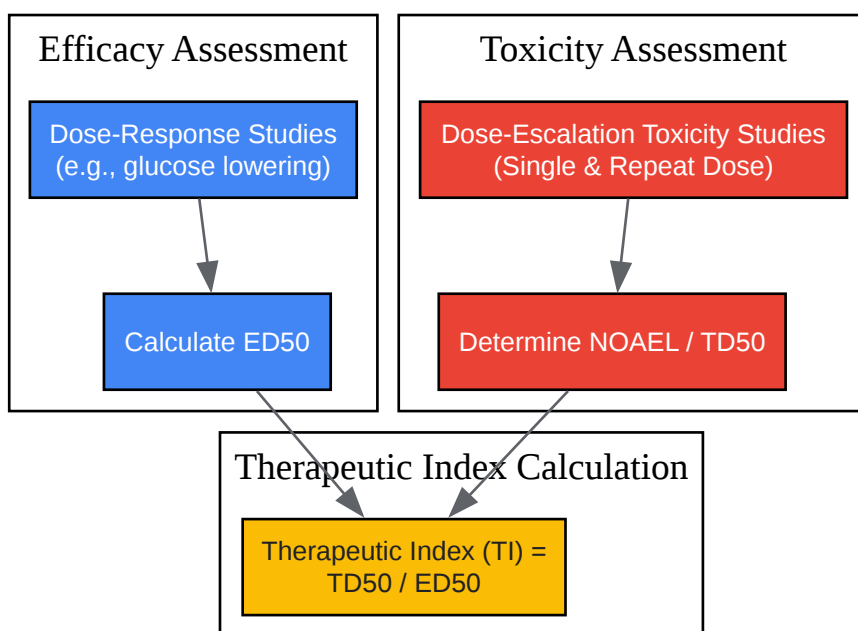 Efficacy Assessment
Dose-Response Studies
(e.g., glucose lowering)
Calculate ED50
Toxicity Assessment
Dose-Escalation Toxicity Studies
(Single & Repeat Dose)
Determine NOAEL / TD50
Therapeutic Index Calculation
Therapeutic Index (TI) =
TD50 / ED50